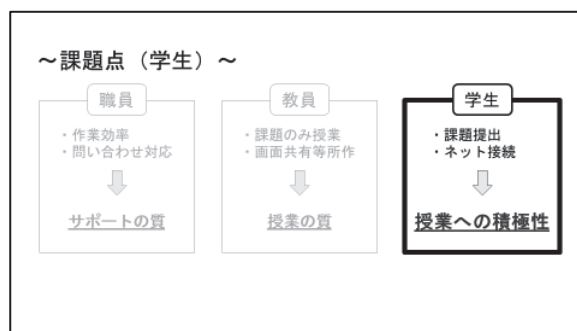 ～課題点（学生）～
職員
・作業効率
・問い合わせ対応
サポートの質
教員
・課題のみ授業
・画面共有等所作
授業の質
学生
・課題提出
・ネット接続
授業への積極性